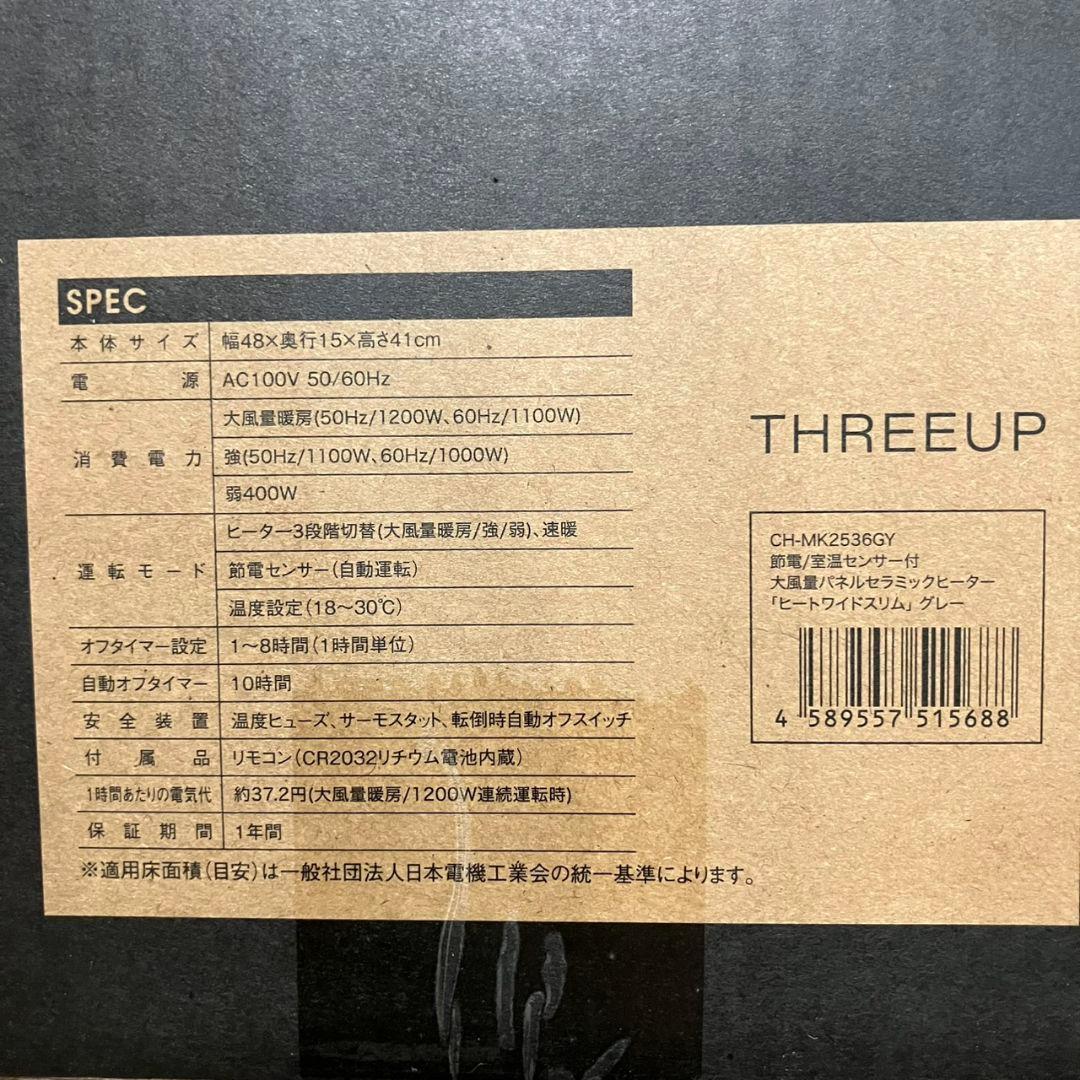 SPEC
本体サイズ 幅48×奥行15×高さ41cm
電源 AC100V 50/60Hz
消費電力 大風量暖房(50Hz/1200W、60Hz/1100W)
強(50Hz/1100W、60Hz/1000W)
弱400W
運転モード ヒーター3段階切替(大風量暖房/強/弱)、速暖
節電センサー(自動運転)
温度設定(18～30℃)
オフタイマー設定 1～8時間(1時間単位)
自動オフタイマー 10時間
安全装置 温度ヒューズ、サーモスタット、転倒時自動オフスイッチ
付属品 リモコン(CR2032リチウム電池内蔵)
1時間あたりの電気代 約37.2円(大風量暖房/1200W連続運転時)
保証期間 1年間
※適用床面積(目安)は一般社団法人日本電機工業会の統一基準によります。
THREEUP
CH-MK2536GY
節電/室温センサー付
大風量パネルセラミックヒーター
「ヒートワイドスリム」グレー
4 589557 515688